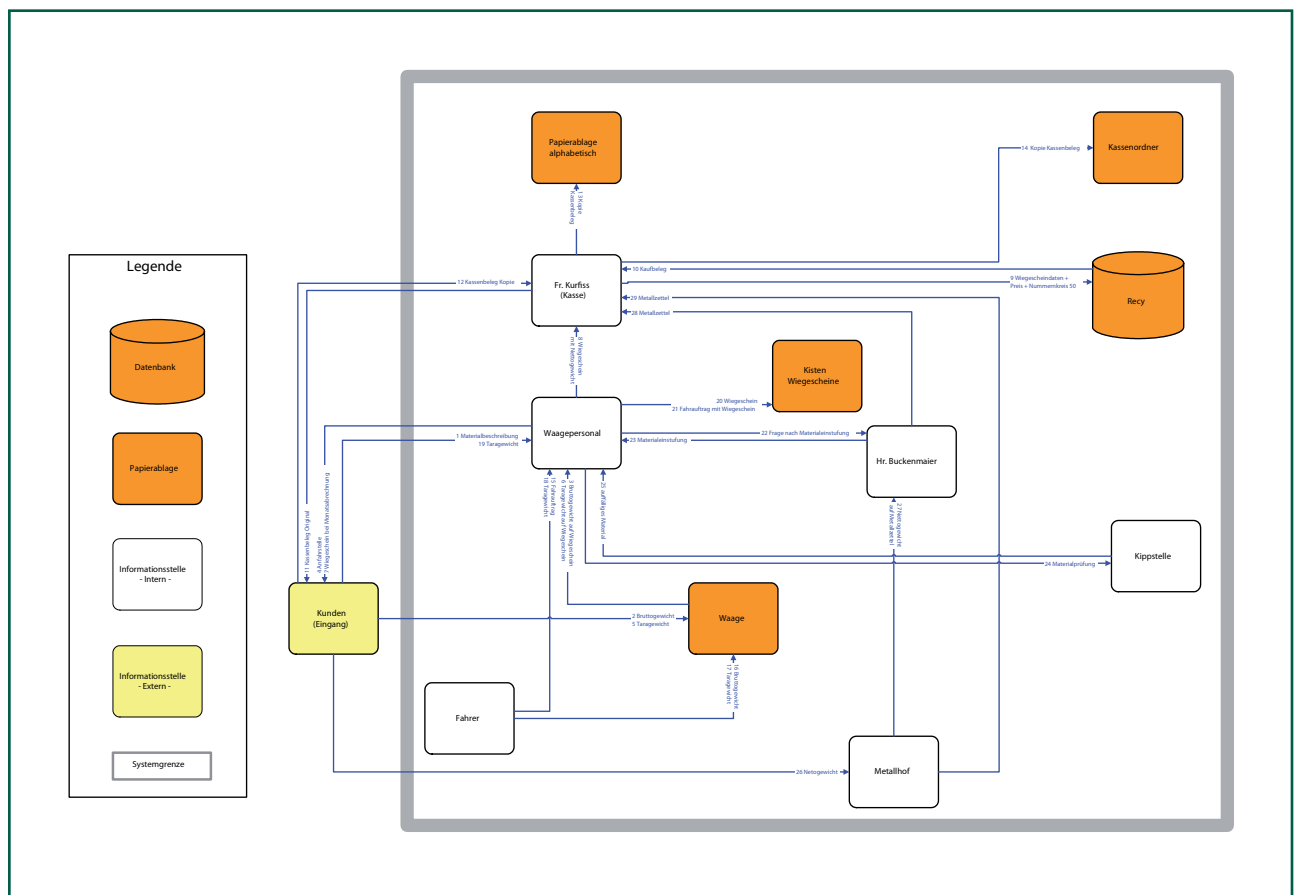 Legende
Datenbank
Papierablage
Informationsstelle
- Intern -
Informationsstelle
- Extern -
Systemgrenze
Papierablage
alphabetisch
Kassenordner
14 Kopie Kassenbeleg
13 Kopie
Kassenbeleg
Fr. Kurfiss
(Kasse)
12 Kassenbeleg Kopie
10 Kaufbeleg
9 Wiegescheindaten +
Preis + Nummernkreis 50
29 Metallzettel
28 Metallzettel
Recy
8 Wiegeschein
mit Nettogewicht
Kisten
Wiegescheine
20 Wiegeschein
21 Fahrauftrag mit Wiegeschein
Waagepersonal
1 Materialbeschreibung
19 Taragewicht
22 Frage nach Materialeinstufung
23 Materialeinstufung
Hr. Buckenmaier
11 Kassenbeleg Original
4 Anfahrstelle
7 Wiegeschein bei Monatsabrechnung
15 Fahrauftrag
18 Taragewicht
3 Bruttogewicht auf Wiegeschein
6 Taragewicht auf Wiegeschein
25 auffälliges Material
27 Nettogewicht
auf Metallzettel
Kippstelle
24 Materialprüfung
Kunden
(Eingang)
2 Bruttogewicht
5 Taragewicht
Waage
16 Bruttogewicht
17 Taragewicht
Fahrer
26 Netogewicht
Metallhof